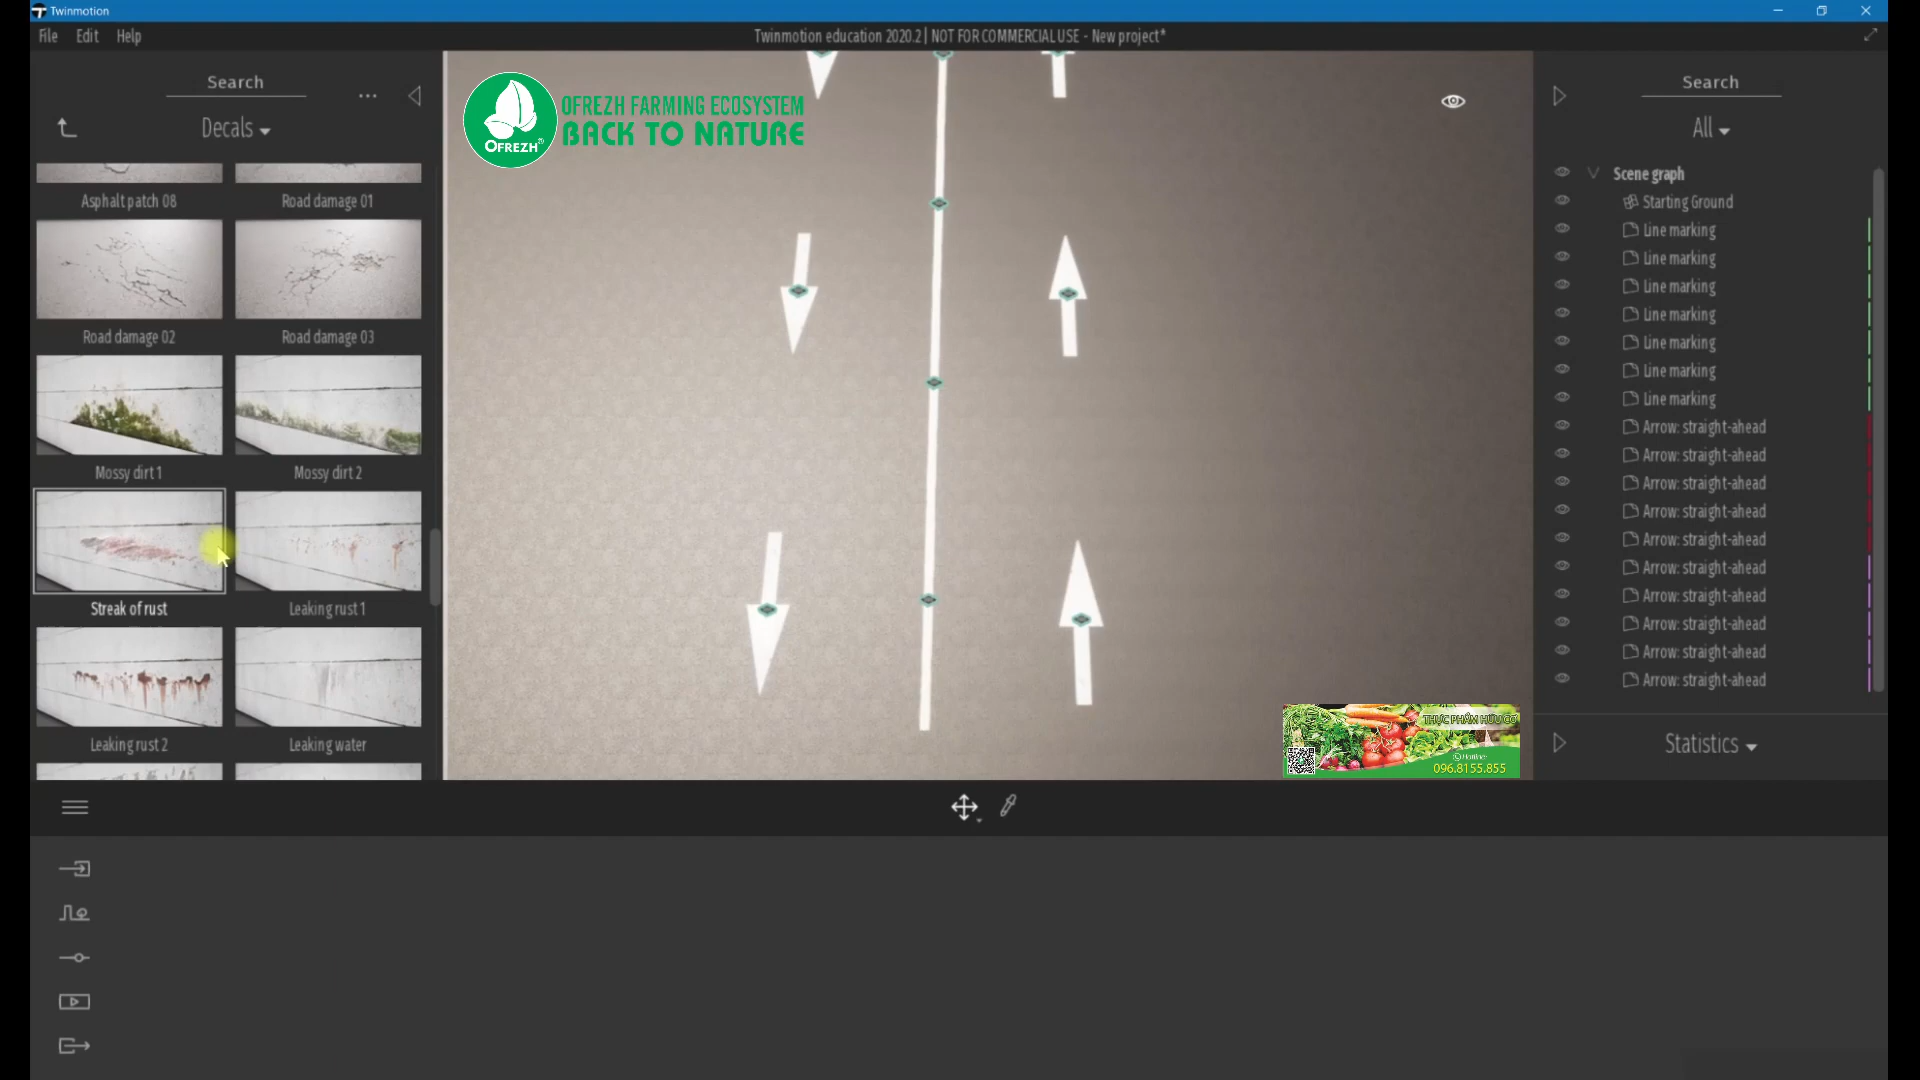 Twinmotion
File Edit Help
Twinmotion education 2020.2 | NOT FOR COMMERCIAL USE - New project*
Search
Decals
Asphalt patch 08
Road damage 01
Road damage 02
Road damage 03
Mossy dirt 1
Mossy dirt 2
Streak of rust
Leaking rust 1
Leaking rust 2
Leaking water
OFREZH®
OFREZH FARMING ECOSYSTEM
BACK TO NATURE
THỰC PHẨM HỮU CƠ
Hotline:
096.8155.855
Search
All
Scene graph
Starting Ground
Line marking
Line marking
Line marking
Line marking
Line marking
Line marking
Line marking
Arrow: straight-ahead
Arrow: straight-ahead
Arrow: straight-ahead
Arrow: straight-ahead
Arrow: straight-ahead
Arrow: straight-ahead
Arrow: straight-ahead
Arrow: straight-ahead
Arrow: straight-ahead
Arrow: straight-ahead
Statistics